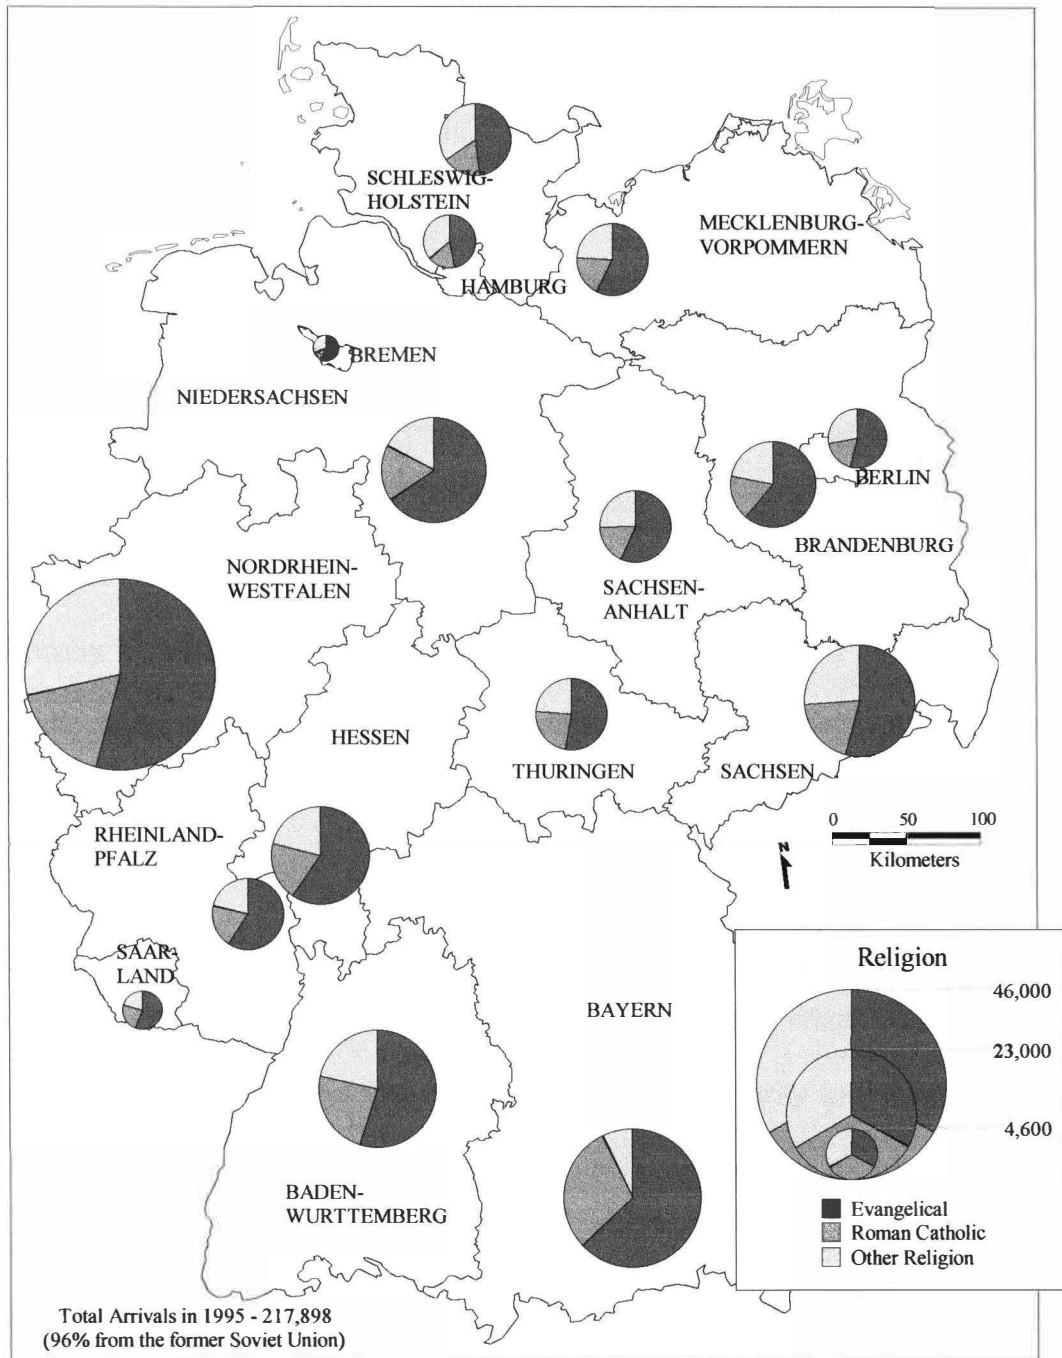 SCHLESWIG-
HOLSTEIN
MECKLENBURG-
VORPOMMERN
HAMBURG
BREMEN
NIEDERSACHSEN
BERLIN
BRANDENBURG
NORDRHEIN-
WESTFALEN
SACHSEN-
ANHALT
HESSEN
THURINGEN
SACHSEN
RHEINLAND-
PFALZ
0 50 100
Kilometers
N
SAAR-
LAND
BAYERN
BADEN-
WURTTEMBERG
Religion
46,000
23,000
4,600
Evangelical
Roman Catholic
Other Religion
Total Arrivals in 1995 - 217,898
(96% from the former Soviet Union)